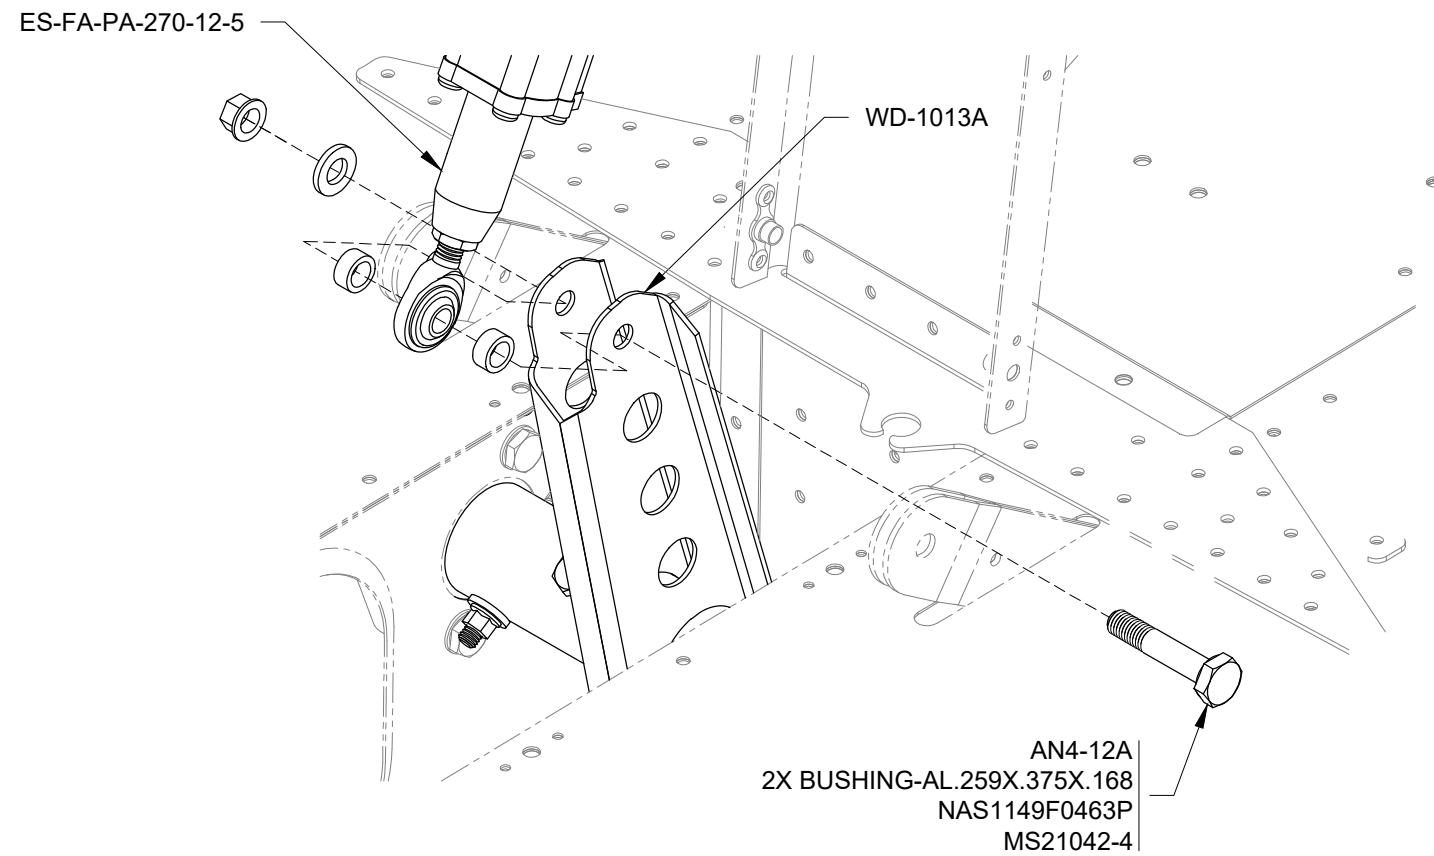 ES-FA-PA-270-12-5
WD-1013A
AN4-12A
2X BUSHING-AL.259X.375X.168
NAS1149F0463P
MS21042-4